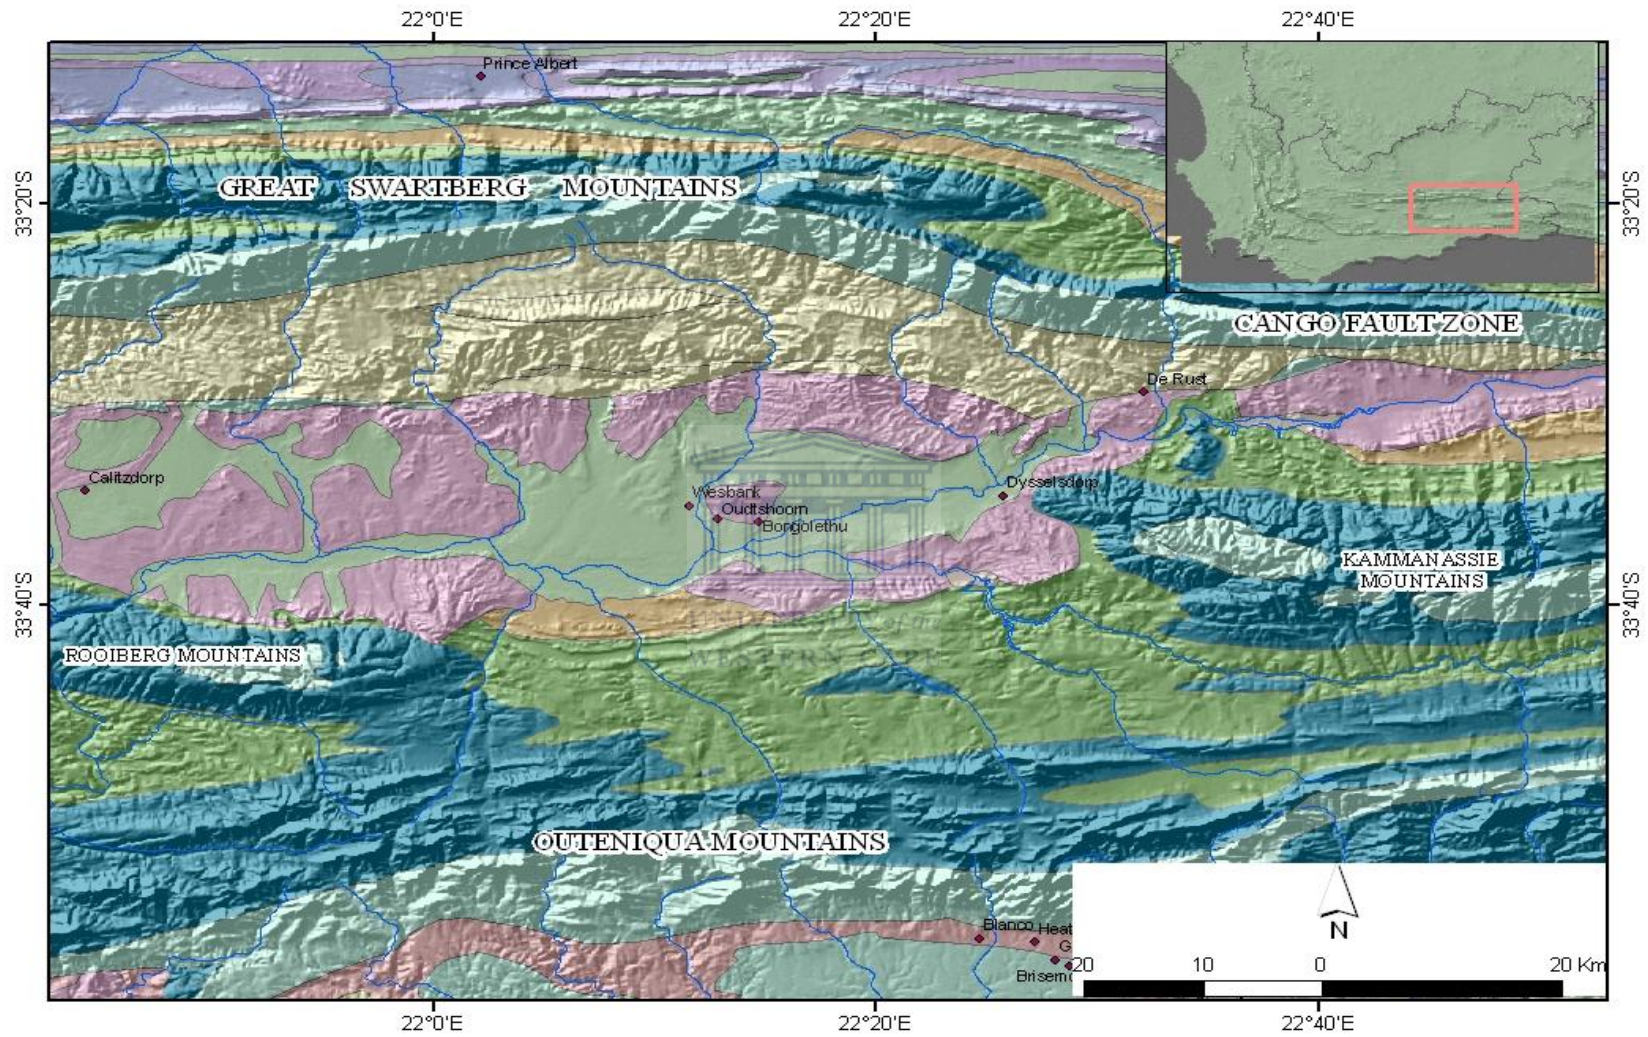 22°0'E
22°20'E
22°40'E
Prince Albert
33°20'S
33°20'S
GREAT SWARTBERG MOUNTAINS
CANGO FAULT ZONE
De Rust
Calitzdorp
Wesbank
Oudtshoorn
Bongolethu
Dysselsdorp
KAMMANASSIE
MOUNTAINS
33°40'S
33°40'S
WESTERN
ROOIBERG MOUNTAINS
OUTENIQUA MOUNTAINS
Blanco
Heat
G
N
20
10
0
20 Km
22°0'E
22°20'E
22°40'E